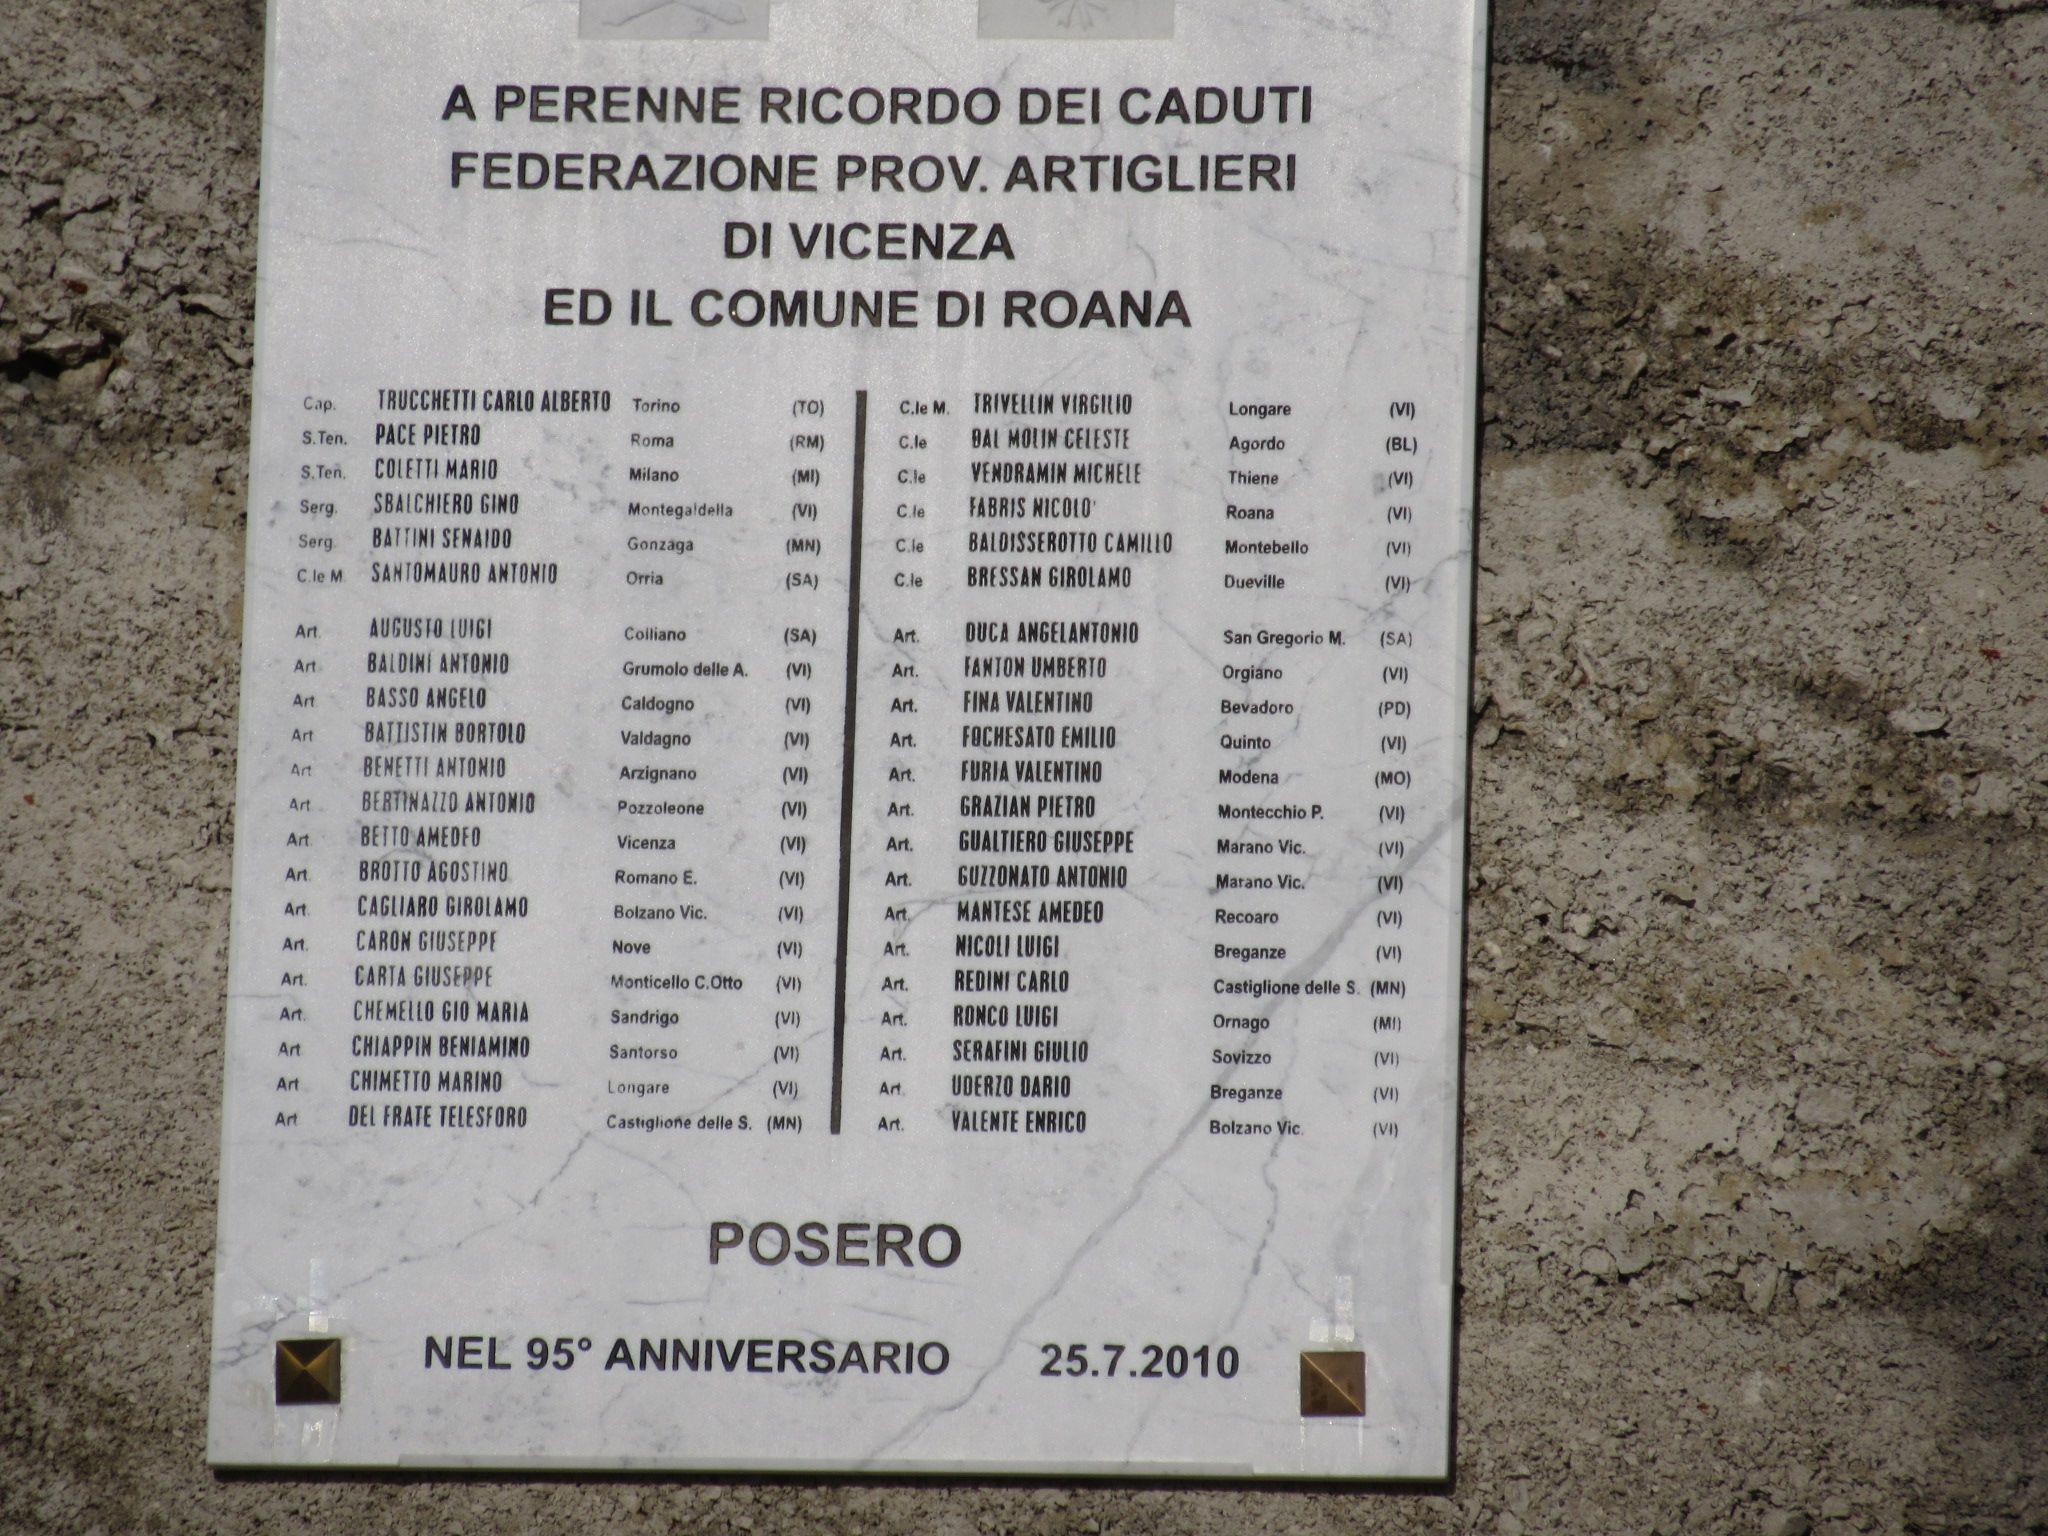 A PERENNE RICORDO DEI CADUTI
FEDERAZIONE PROV. ARTIGLIERI
DI VICENZA
ED IL COMUNE DI ROANA
Cap. TRUCCHETTI CARLO ALBERTO Torino (TO)
S.Ten. PACE PIETRO Roma (RM)
S.Ten. COLETTI MARIO Milano (MI)
Serg. SBALCHIERO GINO Montegaldella (VI)
Serg. BATTINI SENAIDO Gonzaga (MN)
C.le M. SANTOMAURO ANTONIO Orria (SA)
Art. AUGUSTO LUIGI Colliano (SA)
Art. BALDINI ANTONIO Grumolo delle A. (VI)
Art. BASSO ANGELO Caldogno (VI)
Art. BATTISTIN BORTOLO Valdagno (VI)
Art. BENETTI ANTONIO Arzignano (VI)
Art. BERTINAZZO ANTONIO Pozzoleone (VI)
Art. BETTO AMEDEO Vicenza (VI)
Art. BROTTO AGOSTINO Romano E. (VI)
Art. CAGLIARO GIROLAMO Bolzano Vic. (VI)
Art. CARON GIUSEPPE Nove (VI)
Art. CARTA GIUSEPPE Monticello C.Otto (VI)
Art. CHEMELLO GIO MARIA Sandrigo (VI)
Art CHIAPPIN BENIAMINO Santorso (VI)
Art CHIMETTO MARINO Longare (VI)
Art DEL FRATE TELESFORO Castiglione delle S. (MN)
C.le M. TRIVELLIN VIRGILIO Longare (VI)
C.le DAL MOLIN CELESTE Agordo (BL)
C.le VENDRAMIN MICHELE Thiene (VI)
C.le FABRIS NICOLO' Roana (VI)
C.le BALDISSEROTTO CAMILLO Montebello (VI)
C.le BRESSAN GIROLAMO Dueville (VI)
Art. DUCA ANGELANTONIO San Gregorio M. (SA)
Art. FANTON UMBERTO Orgiano (VI)
Art. FINA VALENTINO Bevadoro (PD)
Art. FOCHESATO EMILIO Quinto (VI)
Art. FURIA VALENTINO Modena (MO)
Art. GRAZIAN PIETRO Montecchio P. (VI)
Art. GUALTIERO GIUSEPPE Marano Vic. (VI)
Art. GUZZONATO ANTONIO Marano Vic. (VI)
Art. MANTESE AMEDEO Recoaro (VI)
Art. NICOLI LUIGI Breganze (VI)
Art. REDINI CARLO Castiglione delle S. (MN)
Art. RONCO LUIGI Ornago (MI)
Art. SERAFINI GIULIO Sovizzo (VI)
Art. UDERZO DARIO Breganze (VI)
Art. VALENTE ENRICO Bolzano Vic. (VI)
POSERO
NEL 95° ANNIVERSARIO 25.7.2010